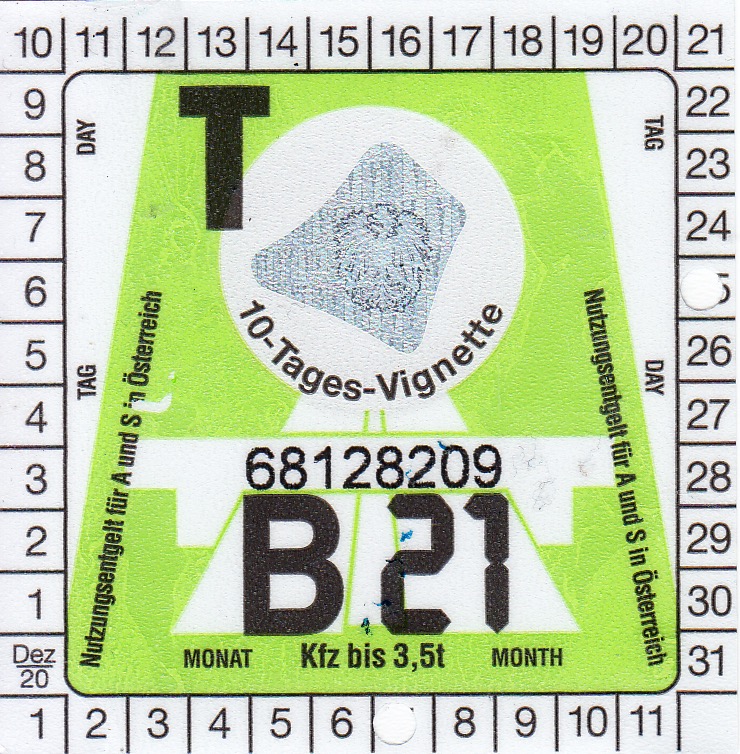 10 11 12 13 14 15 16 17 18 19 20 21
9 DAY T TAG 22
8 23
7 24
6 5
5 TAG DAY 26
4 27
10-Tages-Vignette
Nutzungsentgelt für A und S in Österreich
Nutzungsentgelt für A und S in Österreich
3 68128209 28
2 B 21 29
1 30
Dez
20
MONAT Kfz bis 3,5t MONTH 31
1 2 3 4 5 6 8 9 10 11